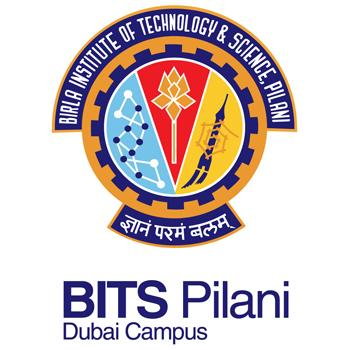 BIRLA INSTITUTE OF TECHNOLOGY & SCIENCE, PILANI
ज्ञानं परमं बलम्
BITS Pilani
Dubai Campus